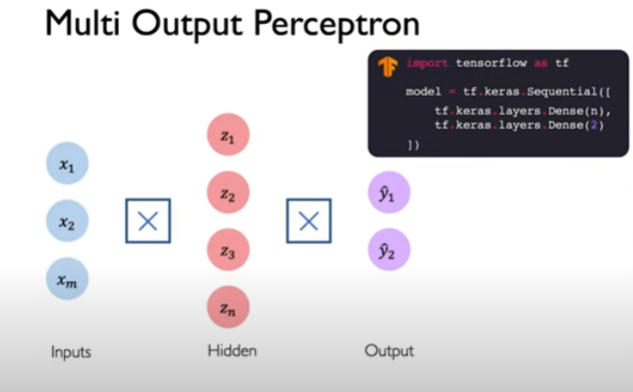 Multi Output Perceptron
import tensorflow as tf
model = tf.keras.Sequential([
tf.keras.layers.Dense(n),
tf.keras.layers.Dense(2)
])
x₁
x₂
xₘ
z₁
z₂
z₃
zₙ
ŷ₁
ŷ₂
Inputs
Hidden
Output